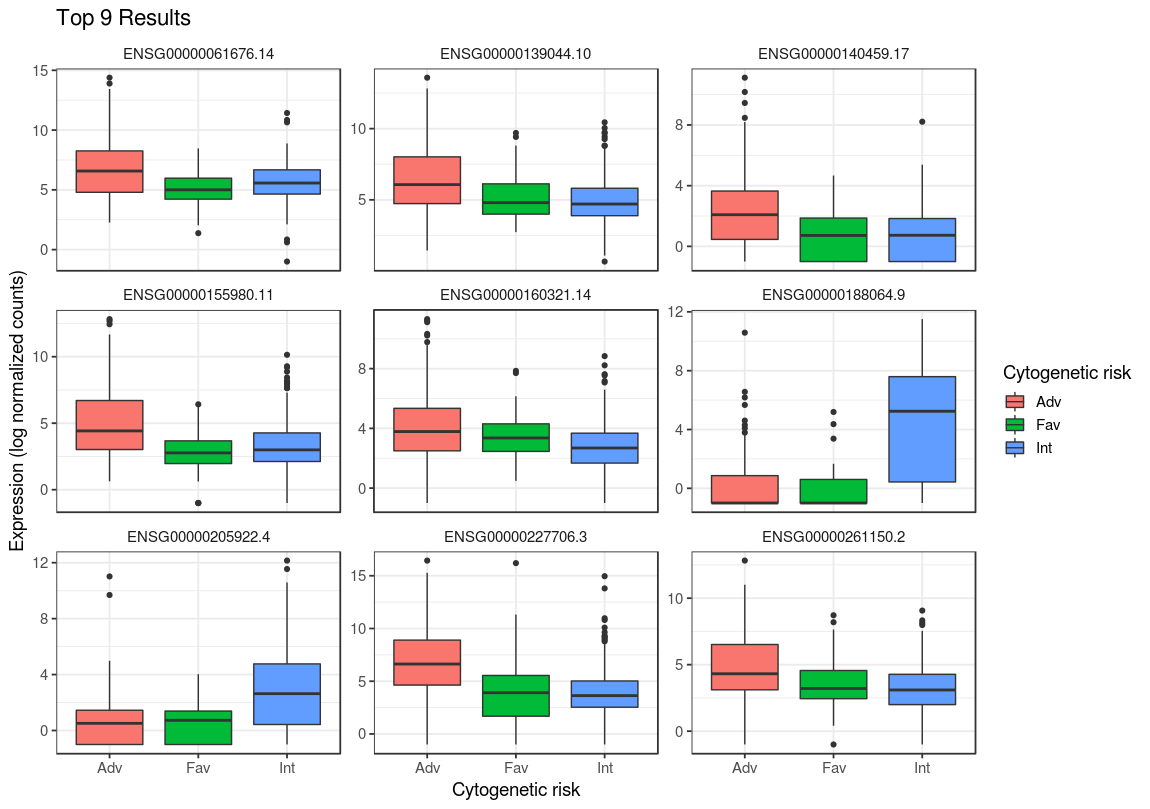 Top 9 Results
ENSG00000061676.14
ENSG00000139044.10
ENSG00000140459.17
15
10
5
0
10
5
8
4
0
ENSG00000155980.11
ENSG00000160321.14
ENSG00000188064.9
10
5
0
8
4
0
12
8
4
0
ENSG00000205922.4
ENSG00000227706.3
ENSG00000261150.2
12
8
4
0
15
10
5
0
10
5
0
Adv Fav Int
Adv Fav Int
Adv Fav Int
Cytogenetic risk
Expression (log normalized counts)
Cytogenetic risk
Adv
Fav
Int